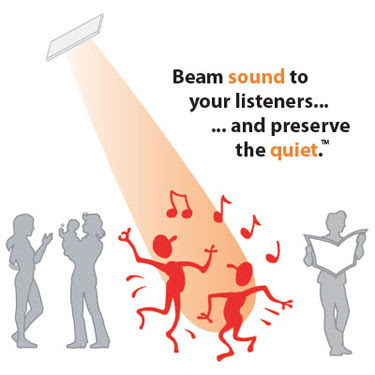 Beam sound to
your listeners...
... and preserve
the quiet.™